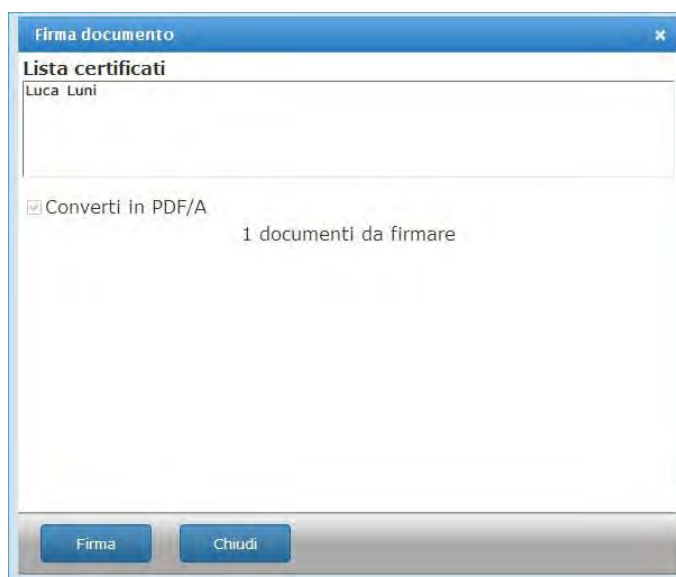 Firma documento
Lista certificati
Luca Luni
Converti in PDF/A
1 documenti da firmare
Firma
Chiudi